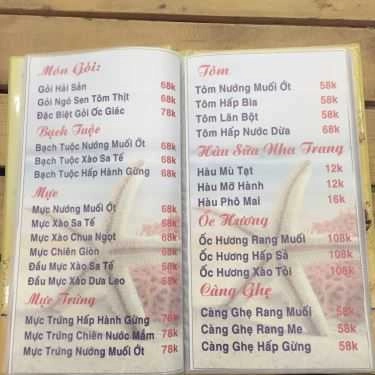 Món Gỏi:
Gỏi Hải Sản 68k
Gỏi Ngó Sen Tôm Thịt 68k
Đặc Biệt Gỏi Ốc Giác 78k
Bạch Tuộc
Bạch Tuộc Nướng Muối Ớt 68k
Bạch Tuộc Xào Sa Tế 68k
Bạch Tuộc Hấp Hành Gừng 68k
Mực
Mực Nướng Muối Ớt 68k
Mực Xào Sa Tế 68k
Mực Xào Chua Ngọt 68k
Mực Chiên Giòn 68k
Đầu Mực Xào Sa Tế 68k
Đầu Mực Xào Dưa Leo 68k
Mực Trứng
Mực Trứng Hấp Hành Gừng 78k
Mực Trứng Chiên Nước Mắm 78k
Mực Trứng Nướng Muối Ớt 78k
Tôm
Tôm Nướng Muối Ớt 58k
Tôm Hấp Bia 58k
Tôm Lăn Bột 58k
Tôm Hấp Nước Dừa 68k
Hàu Sữa Nha Trang
Hàu Mù Tạt 12k
Hàu Mỡ Hành 12k
Hàu Phô Mai 16k
Ốc Hương
Ốc Hương Rang Muối 108k
Ốc Hương Hấp Sả 108k
Ốc Hương Xào Tỏi 108k
Càng Ghẹ
Càng Ghẹ Rang Muối 58k
Càng Ghẹ Rang Me 58k
Càng Ghẹ Hấp Gừng 58k